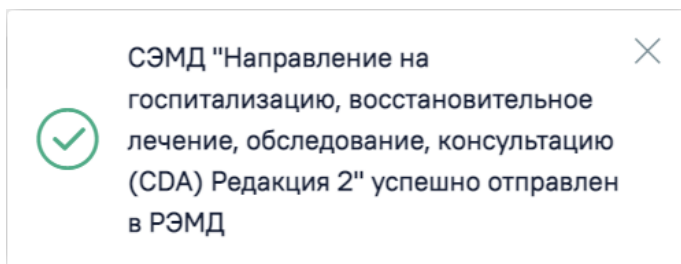 СЭМД "Направление на
госпитализацию, восстановительное
лечение, обследование, консультацию
(CDA) Редакция 2" успешно отправлен
в РЭМД